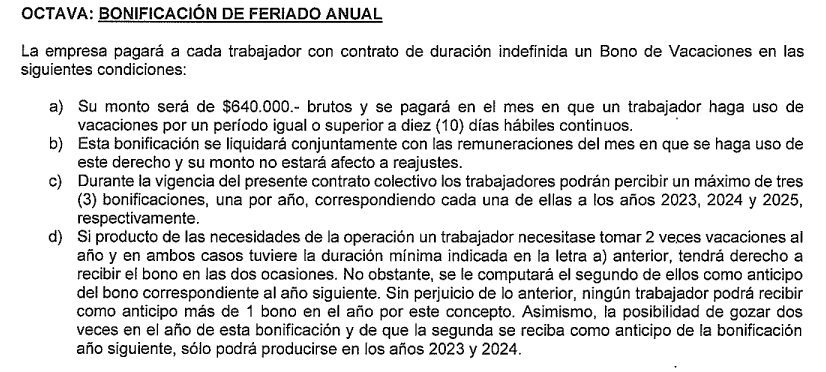 OCTAVA: BONIFICACIÓN DE FERIADO ANUAL
La empresa pagará a cada trabajador con contrato de duración indefinida un Bono de Vacaciones en las
siguientes condiciones:
a) Su monto será de $640.000.- brutos y se pagará en el mes en que un trabajador haga uso de
vacaciones por un período igual o superior a diez (10) días hábiles continuos.
b) Esta bonificación se liquidará conjuntamente con las remuneraciones del mes en que se haga uso de
este derecho y su monto no estará afecto a reajustes.
c) Durante la vigencia del presente contrato colectivo los trabajadores podrán percibir un máximo de tres
(3) bonificaciones, una por año, correspondiendo cada una de ellas a los años 2023, 2024 y 2025,
respectivamente.
d) Si producto de las necesidades de la operación un trabajador necesitase tomar 2 veces vacaciones al
año y en ambos casos tuviere la duración mínima indicada en la letra a) anterior, tendrá derecho a
recibir el bono en las dos ocasiones. No obstante, se le computará el segundo de ellos como anticipo
del bono correspondiente al año siguiente. Sin perjuicio de lo anterior, ningún trabajador podrá recibir
como anticipo más de 1 bono en el año por este concepto. Asimismo, la posibilidad de gozar dos
veces en el año de esta bonificación y de que la segunda se reciba como anticipo de la bonificación
año siguiente, sólo podrá producirse en los años 2023 y 2024.